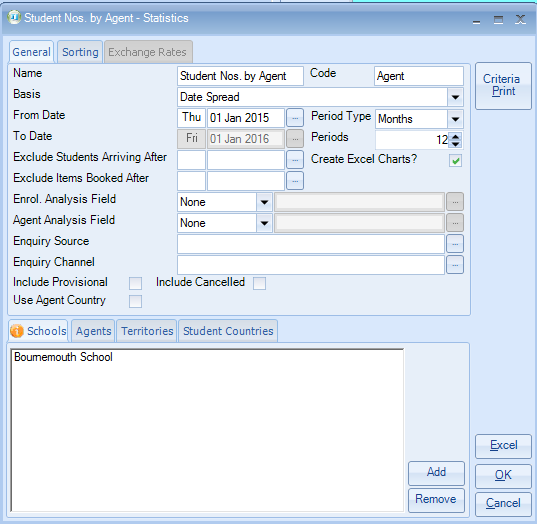 Student Nos. by Agent - Statistics
General Sorting Exchange Rates
Name Student Nos. by Agent Code Agent
Criteria
Print
Basis Date Spread
From Date Thu 01 Jan 2015 ... Period Type Months
To Date Fri 01 Jan 2016 ... Periods 12
Exclude Students Arriving After ... Create Excel Charts?
Exclude Items Booked After ...
Enrol. Analysis Field None ...
Agent Analysis Field None ...
Enquiry Source ...
Enquiry Channel ...
Include Provisional Include Cancelled
Use Agent Country
Schools Agents Territories Student Countries
Bournemouth School
Excel
Add
OK
Remove
Cancel